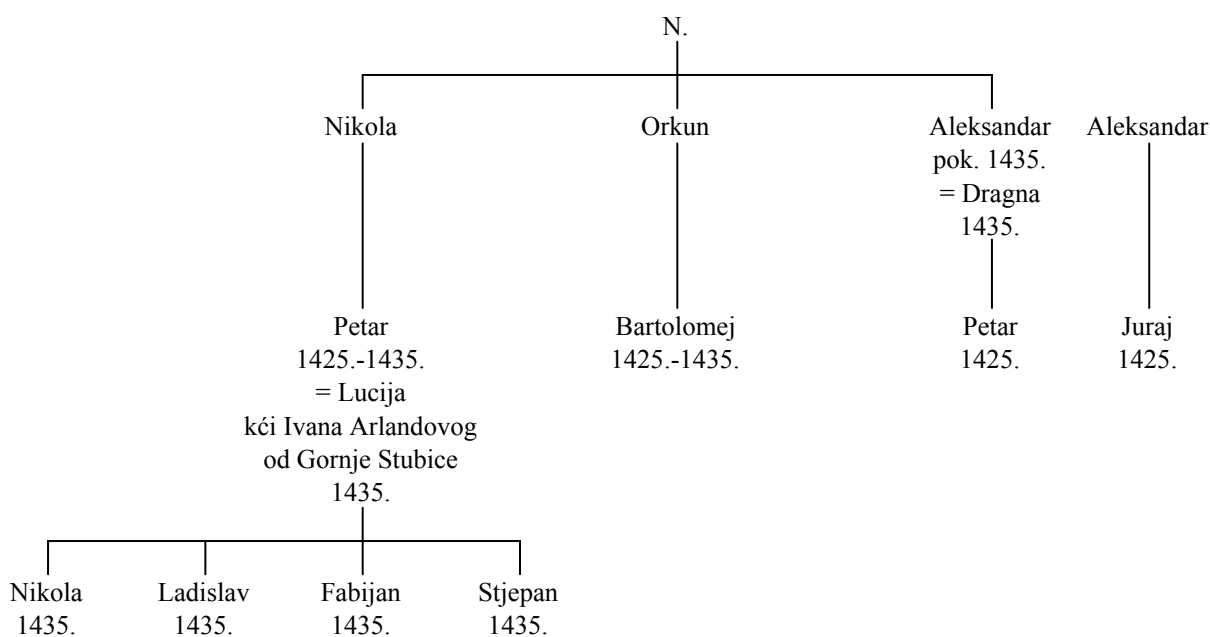 N.
Nikola Orkun Aleksandar Aleksandar
pok. 1435.
= Dragna
1435.
Petar Bartolomej Petar Juraj
1425.-1435. 1425.-1435. 1425. 1425.
= Lucija
kći Ivana Arlandovog
od Gornje Stubice
1435.
Nikola Ladislav Fabijan Stjepan
1435. 1435. 1435. 1435.